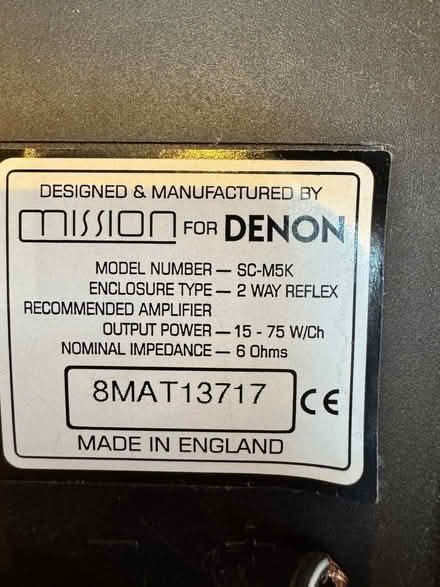 DESIGNED & MANUFACTURED BY
mission FOR DENON
MODEL NUMBER – SC-M5K
ENCLOSURE TYPE – 2 WAY REFLEX
RECOMMENDED AMPLIFIER
OUTPUT POWER – 15 - 75 W/Ch
NOMINAL IMPEDANCE – 6 Ohms
8MAT13717 CE
MADE IN ENGLAND
– +